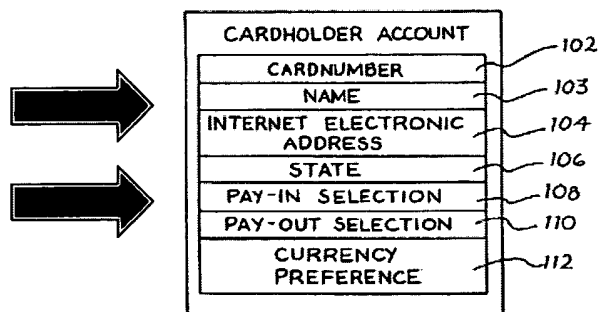 CARDHOLDER ACCOUNT
CARDNUMBER
102
NAME
103
INTERNET ELECTRONIC
ADDRESS
104
STATE
106
PAY-IN SELECTION
108
PAY-OUT SELECTION
110
CURRENCY
PREFERENCE
112